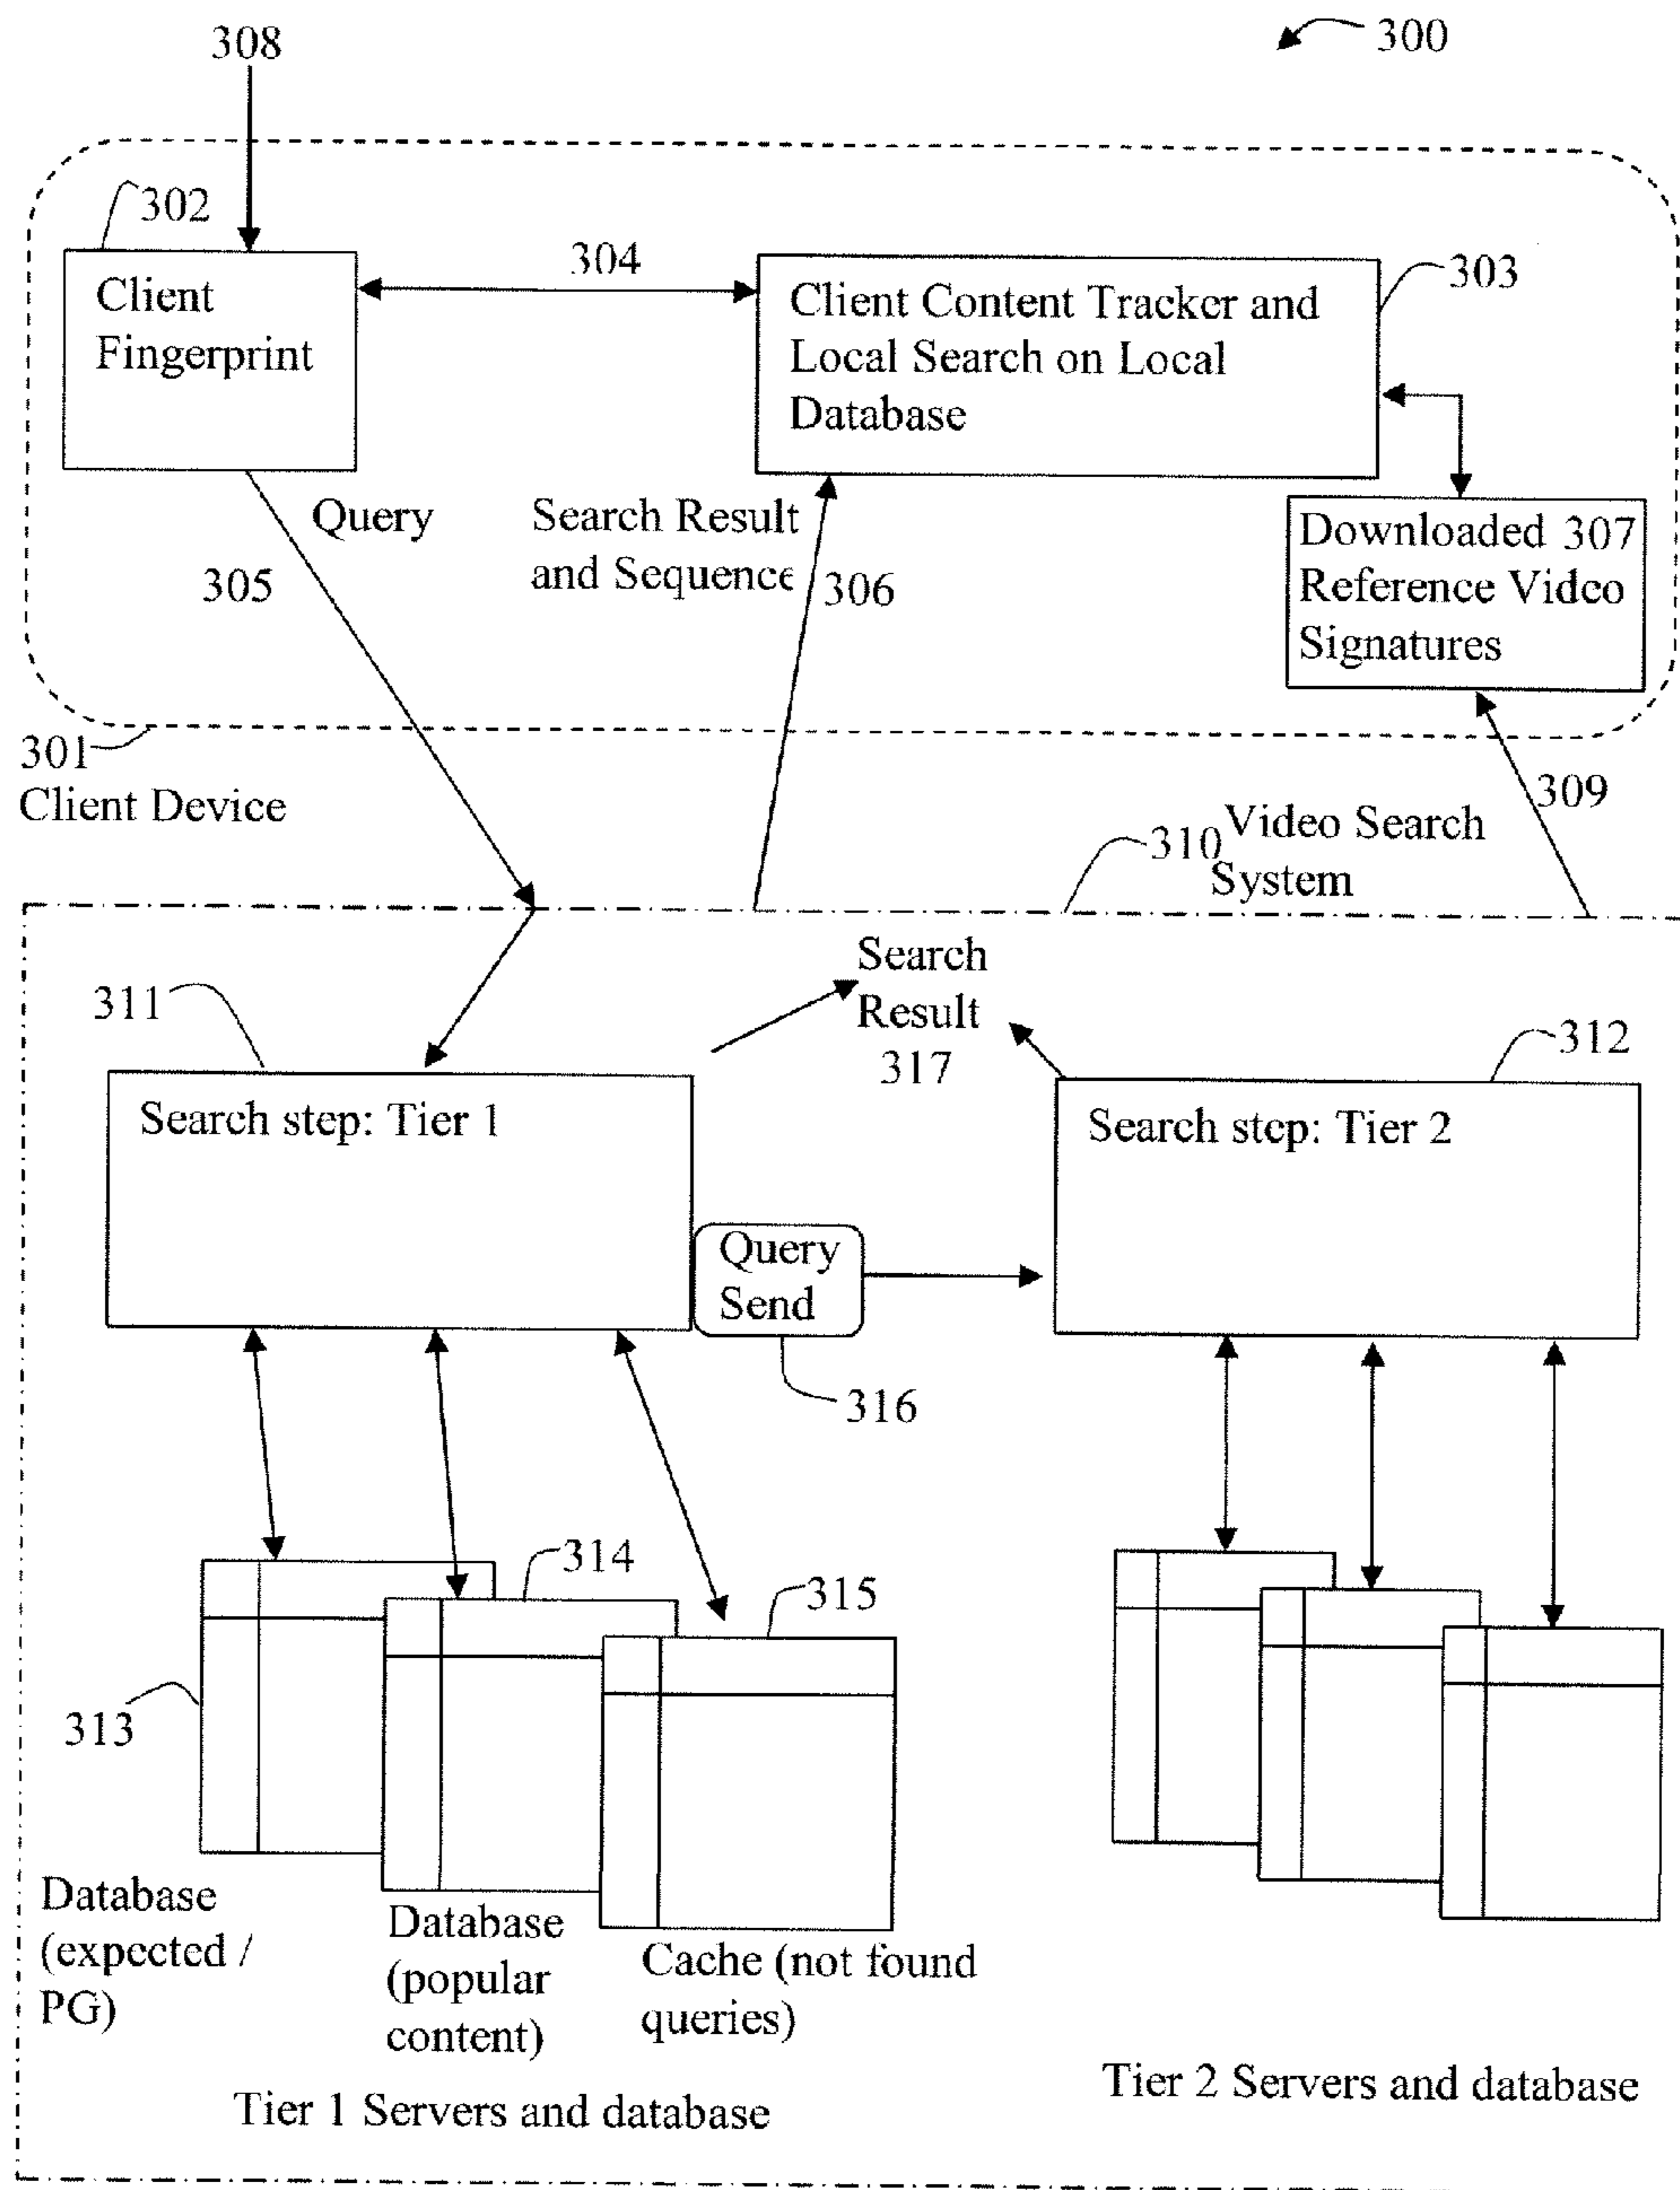 300
308
302
Client
Fingerprint
304
Client Content Tracker and
Local Search on Local
Database
303
Query
305
Search Result
and Sequence
306
Downloaded 307
Reference Video
Signatures
301
Client Device
309
310
Video Search
System
Search
Result
317
311
Search step: Tier 1
312
Search step: Tier 2
Query
Send
316
313
314
315
Database
(expected /
PG)
Database
(popular
content)
Cache (not found
queries)
Tier 1 Servers and database
Tier 2 Servers and database